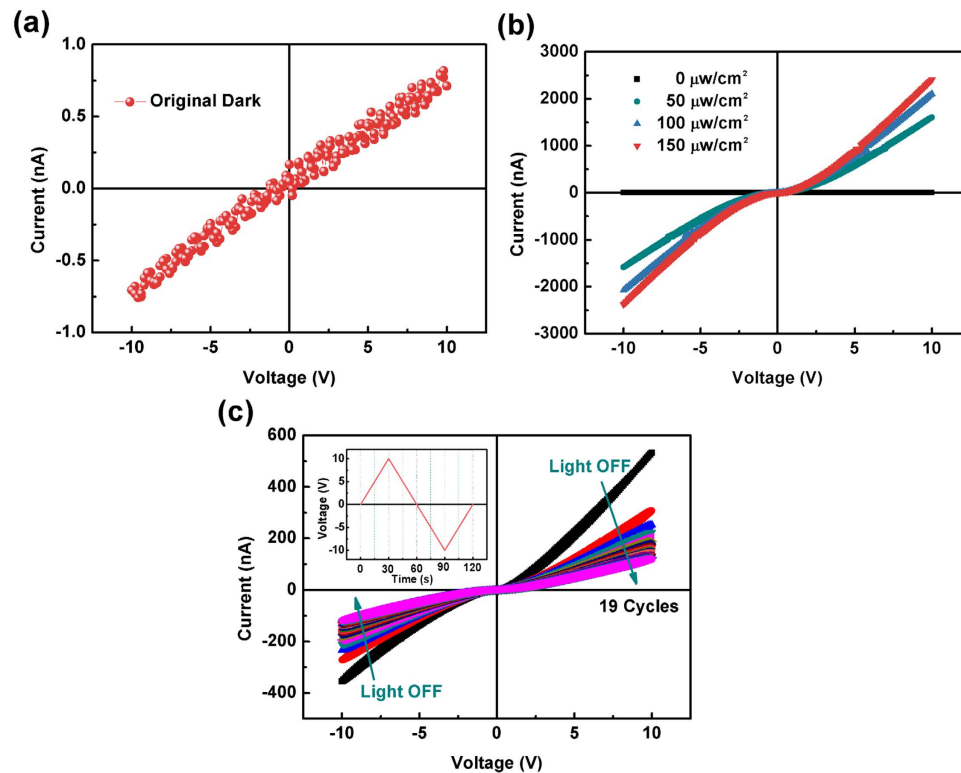 (a)
1.0
0.5
0.0
-0.5
-1.0
Current (nA)
Original Dark
-10
-5
0
5
10
Voltage (V)
(b)
3000
2000
1000
0
-1000
-2000
-3000
Current (nA)
0 μw/cm²
50 μw/cm²
100 μw/cm²
150 μw/cm²
-10
-5
0
5
10
Voltage (V)
(c)
600
400
200
0
-200
-400
Current (nA)
10
5
0
-5
-10
Voltage (V)
0
30
60
90
120
Time (s)
Light OFF
19 Cycles
Light OFF
-10
-5
0
5
10
Voltage (V)